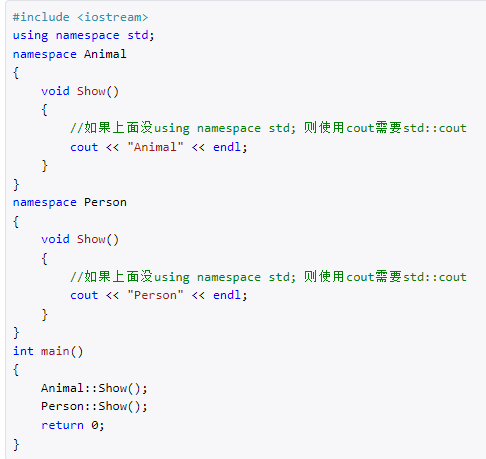 #include <iostream>
using namespace std;
namespace Animal
{
    void Show()
    {
        //如果上面没using namespace std; 则使用cout需要std::cout
        cout << "Animal" << endl;
    }
}
namespace Person
{
    void Show()
    {
        //如果上面没using namespace std; 则使用cout需要std::cout
        cout << "Person" << endl;
    }
}
int main()
{
    Animal::Show();
    Person::Show();
    return 0;
}